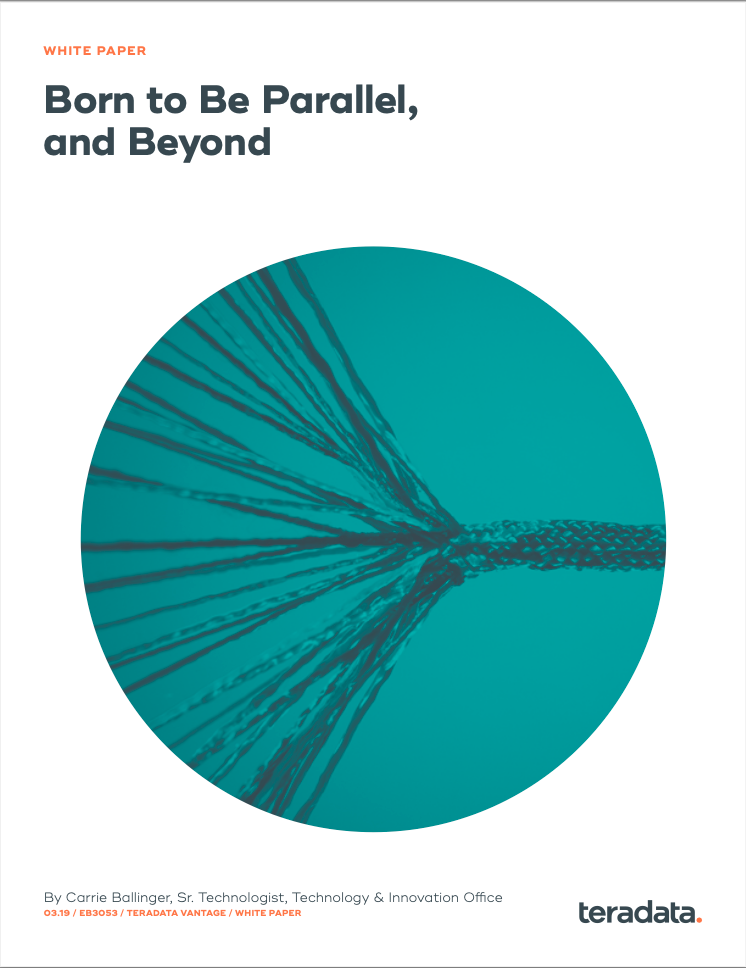 WHITE PAPER
Born to Be Parallel,
and Beyond
By Carrie Ballinger, Sr. Technologist, Technology & Innovation Office
03.19 / EB3053 / TERADATA VANTAGE / WHITE PAPER
teradata.